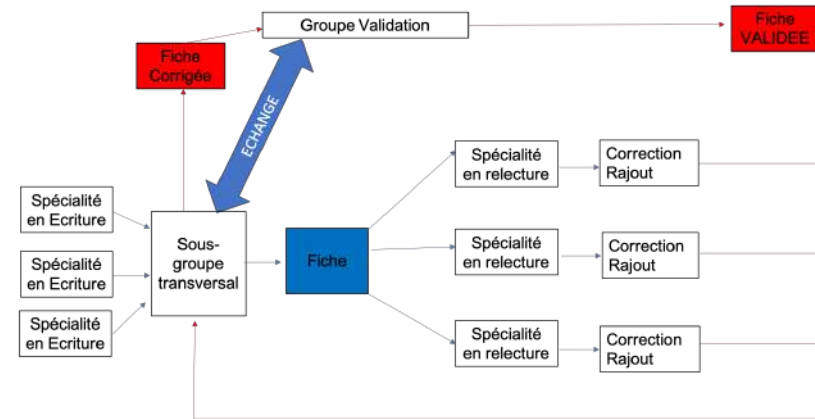 Groupe Validation
Fiche
VALIDEE
Fiche
Corrigée
ECHANGE
Spécialité
en relecture
Correction
Rajout
Spécialité
en Ecriture
Spécialité
en Ecriture
Spécialité
en Ecriture
Sous-
groupe
transversal
Fiche
Spécialité
en relecture
Correction
Rajout
Spécialité
en relecture
Correction
Rajout